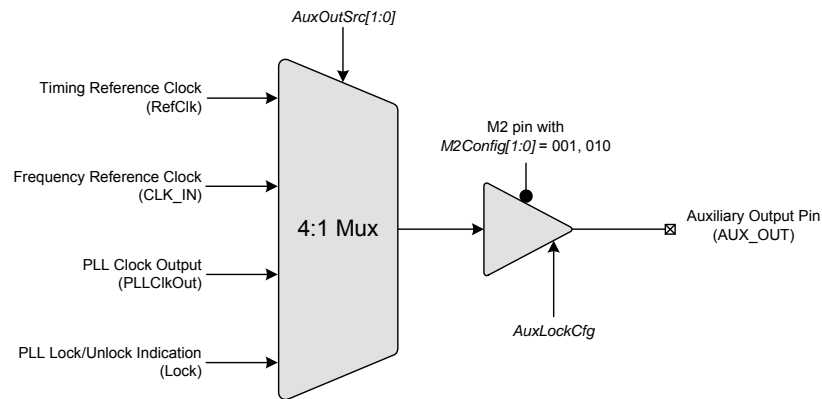 AuxOutSrc[1:0]
Timing Reference Clock
(RefClk)
Frequency Reference Clock
(CLK_IN)
PLL Clock Output
(PLLClkOut)
PLL Lock/Unlock Indication
(Lock)
4:1 Mux
M2 pin with
M2Config[1:0] = 001, 010
Auxiliary Output Pin
(AUX_OUT)
AuxLockCfg